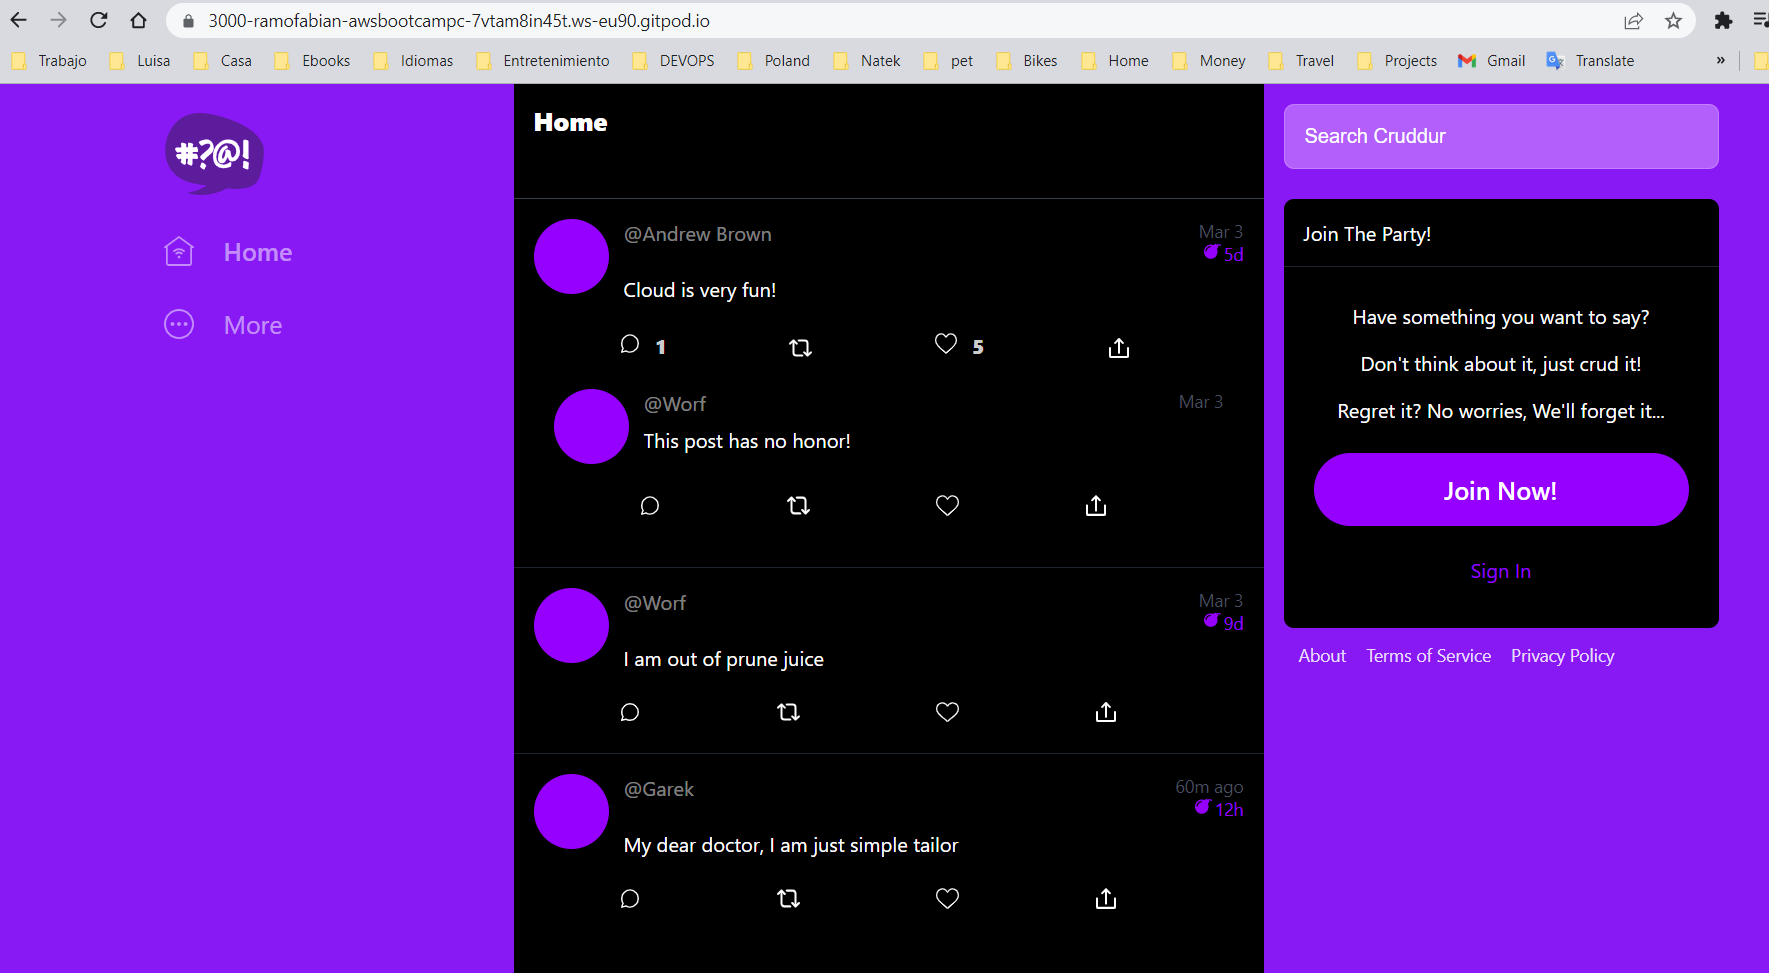 3000-ramofabian-awsbootcampc-7vtam8in45t.ws-eu90.gitpod.io
Trabajo Luisa Casa Ebooks Idiomas Entretenimiento DEVOPS Poland Natek pet Bikes Home Money Travel Projects Gmail Translate »
#?@!
Home
More
Home
@Andrew Brown
Mar 3
5d
Cloud is very fun!
1
5
@Worf
Mar 3
This post has no honor!
@Worf
Mar 3
9d
I am out of prune juice
@Garek
60m ago
12h
My dear doctor, I am just simple tailor
Search Cruddur
Join The Party!
Have something you want to say?
Don't think about it, just crud it!
Regret it? No worries, We'll forget it...
Join Now!
Sign In
About Terms of Service Privacy Policy